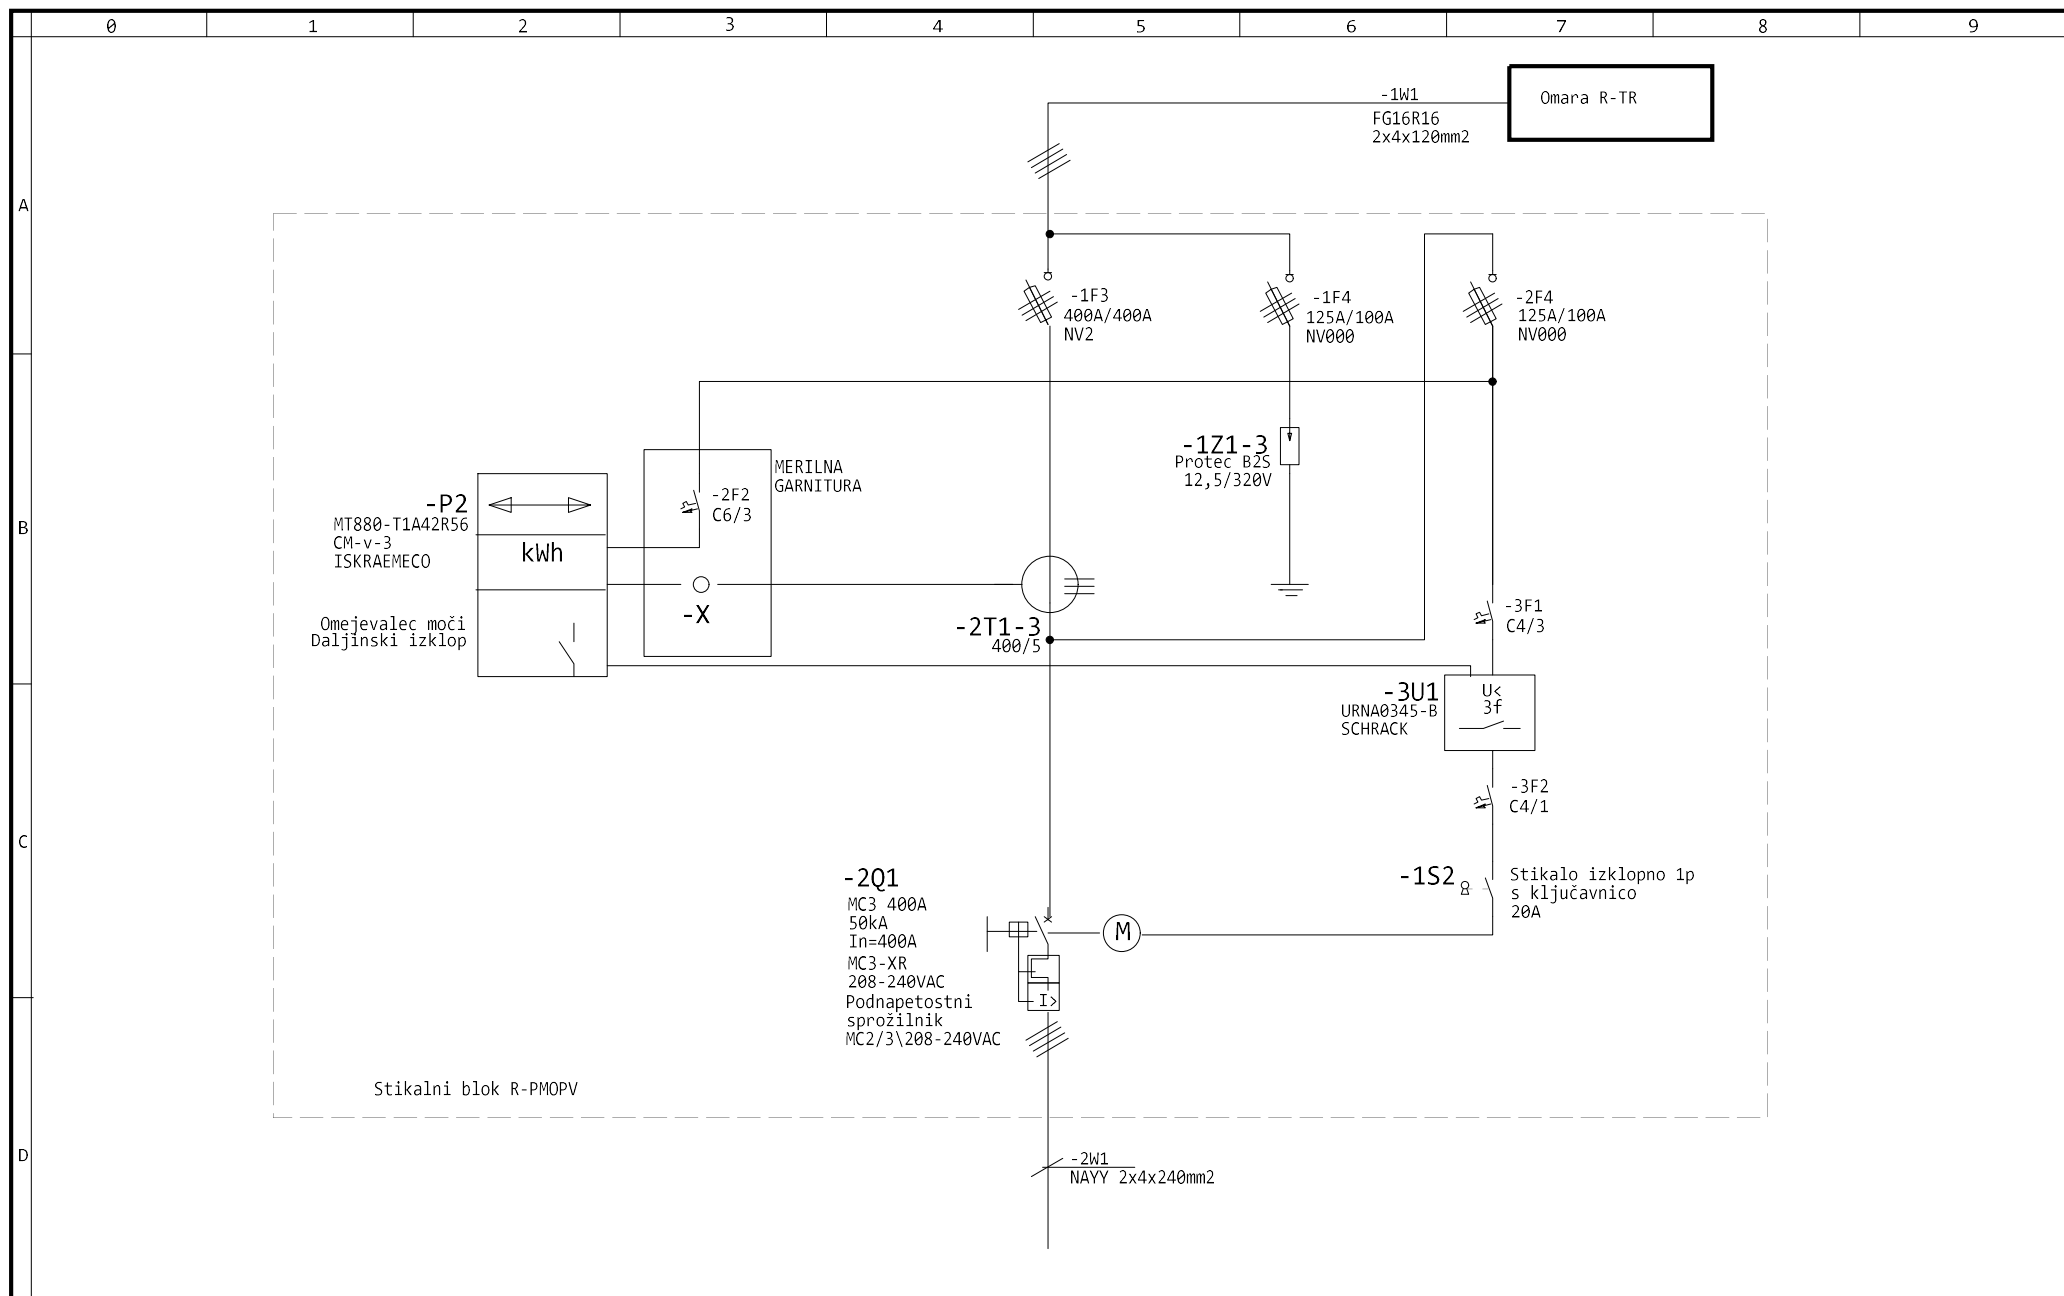 0 1 2 3 4 5 6 7 8 9
A
B
C
D
-1W1
FG16R16
2x4x120mm2
Omara R-TR
-1F3
400A/400A
NV2
-1F4
125A/100A
NV000
-2F4
125A/100A
NV000
-1Z1-3
Protec B2S
12,5/320V
MERILNA
GARNITURA
-2F2
C6/3
-X
-P2
MT880-T1A42R56
CM-v-3
ISKRAEMECO
kWh
Omejevalec moči
Daljinski izklop
-2T1-3
400/5
-3F1
C4/3
-3U1
URNA0345-B
SCHRACK
U<
3f
-3F2
C4/1
-1S2
Stikalo izklopno 1p
s ključavnico
20A
-2Q1
MC3 400A
50kA
In=400A
MC3-XR
208-240VAC
Podnapetostni
sprožilnik
MC2/3\208-240VAC
M
I>
Stikalni blok R-PMOPV
-2W1
NAYY 2x4x240mm2